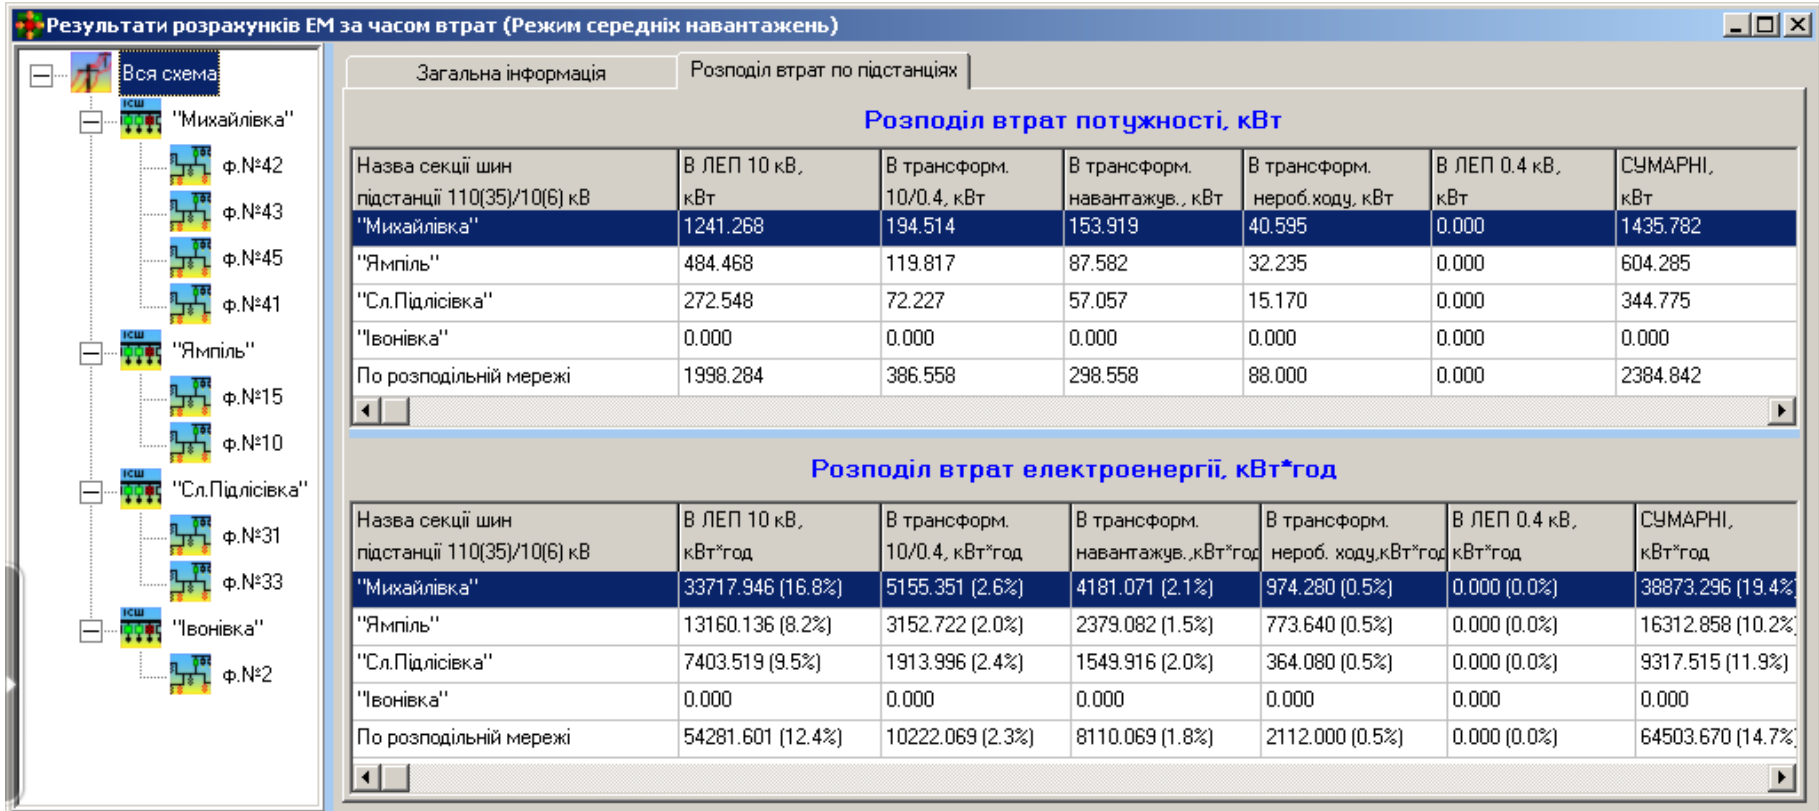 Результати розрахунків ЕМ за часом втрат (Режим середніх навантажень)
Вся схема
ІСШ "Михайлівка"
ф.№42
ф.№43
ф.№45
ф.№41
ІСШ "Ямпіль"
ф.№15
ф.№10
ІСШ "Сл.Підлісівка"
ф.№31
ф.№33
ІСШ "Івонівка"
ф.№2
Загальна інформація Розподіл втрат по підстанціях
Розподіл втрат потужності, кВт
Назва секції шин В ЛЕП 10 кВ, В трансформ. В трансформ. В трансформ. В ЛЕП 0.4 кВ, СУМАРНІ,
підстанції 110(35)/10(6) кВ кВт 10/0.4, кВт навантажув., кВт нероб.ходу, кВт кВт кВт
"Михайлівка" 1241.268 194.514 153.919 40.595 0.000 1435.782
"Ямпіль" 484.468 119.817 87.582 32.235 0.000 604.285
"Сл.Підлісівка" 272.548 72.227 57.057 15.170 0.000 344.775
"Івонівка" 0.000 0.000 0.000 0.000 0.000 0.000
По розподільній мережі 1998.284 386.558 298.558 88.000 0.000 2384.842
Розподіл втрат електроенергії, кВт*год
Назва секції шин В ЛЕП 10 кВ, В трансформ. В трансформ. В трансформ. В ЛЕП 0.4 кВ, СУМАРНІ,
підстанції 110(35)/10(6) кВ кВт*год 10/0.4, кВт*год навантажув.,кВт*год нероб. ходу,кВт*год кВт*год кВт*год
"Михайлівка" 33717.946 (16.8%) 5155.351 (2.6%) 4181.071 (2.1%) 974.280 (0.5%) 0.000 (0.0%) 38873.296 (19.4%
"Ямпіль" 13160.136 (8.2%) 3152.722 (2.0%) 2379.082 (1.5%) 773.640 (0.5%) 0.000 (0.0%) 16312.858 (10.2%
"Сл.Підлісівка" 7403.519 (9.5%) 1913.996 (2.4%) 1549.916 (2.0%) 364.080 (0.5%) 0.000 (0.0%) 9317.515 (11.9%)
"Івонівка" 0.000 0.000 0.000 0.000 0.000 0.000
По розподільній мережі 54281.601 (12.4%) 10222.069 (2.3%) 8110.069 (1.8%) 2112.000 (0.5%) 0.000 (0.0%) 64503.670 (14.7%